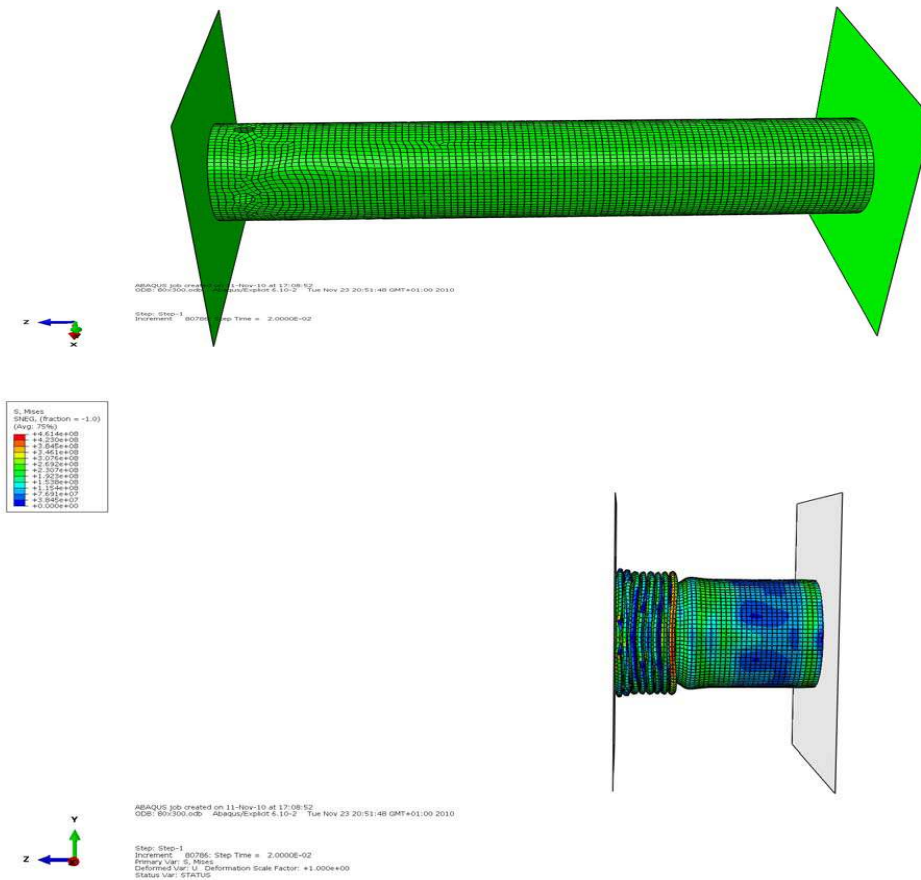 ABAQUS job created on 11-Nov-10 at 17:08:52
ODB: 80x300.odb Abaqus/Explicit 6.10-2 Tue Nov 23 20:51:48 GMT+01:00 2010
Step: Step-1
Increment 80786: Step Time = 2.0000E-02
Z
X
S, Mises
SNEG, (fraction = -1.0)
(Avg: 75%)
+4.614e+08
+4.230e+08
+3.845e+08
+3.461e+08
+3.076e+08
+2.692e+08
+2.307e+08
+1.923e+08
+1.538e+08
+1.154e+08
+7.691e+07
+3.845e+07
+0.000e+00
ABAQUS job created on 11-Nov-10 at 17:08:52
ODB: 80x300.odb Abaqus/Explicit 6.10-2 Tue Nov 23 20:51:48 GMT+01:00 2010
Y
Z
Step: Step-1
Increment 80786: Step Time = 2.0000E-02
Primary Var: S, Mises
Deformed Var: U Deformation Scale Factor: +1.000e+00
Status Var: STATUS